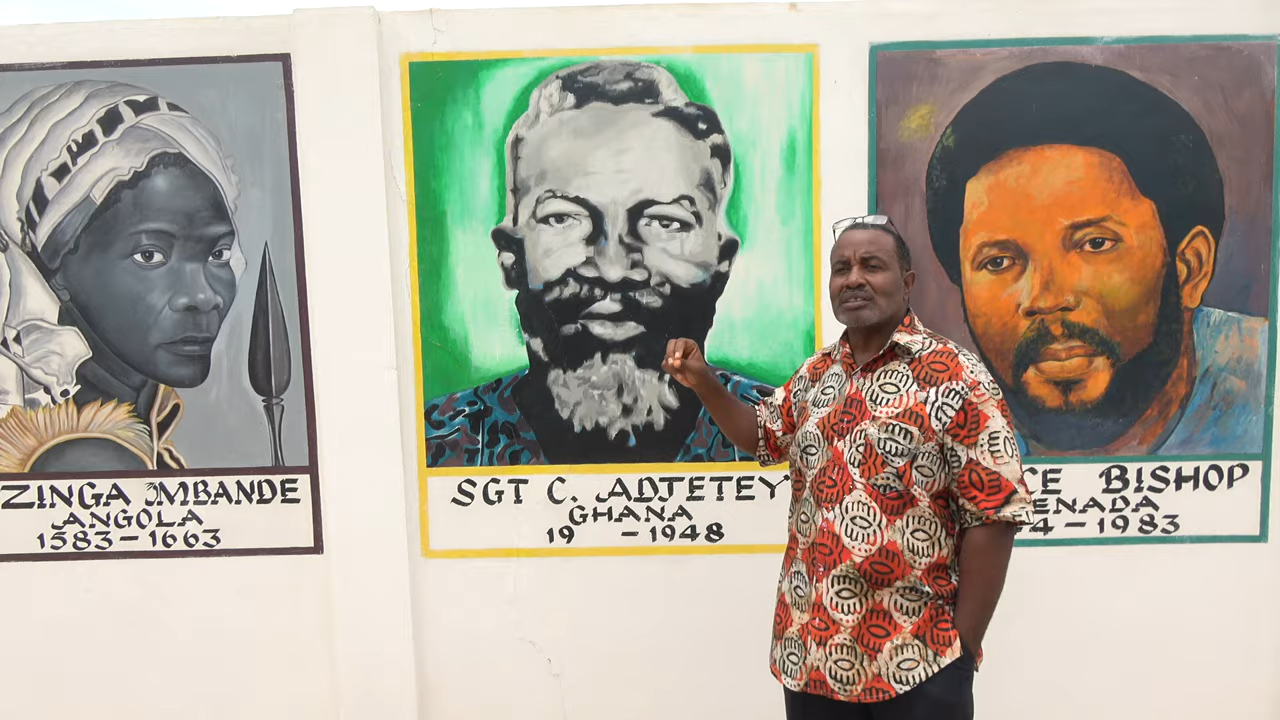 ZINGA MBANDE
ANGOLA
1583-1663
SGT C. ADJETEY
GHANA
19 -1948
CE BISHOP
ENADA
4-1983